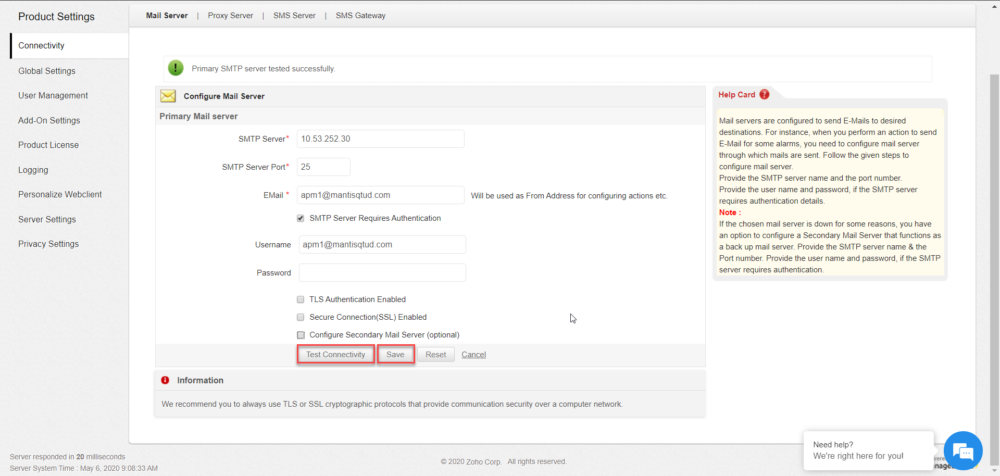 Product Settings
Connectivity
Global Settings
User Management
Add-On Settings
Product License
Logging
Personalize Webclient
Server Settings
Privacy Settings
Mail Server | Proxy Server | SMS Server | SMS Gateway
Primary SMTP server tested successfully.
Configure Mail Server
Primary Mail server
SMTP Server* 10.53.252.30
SMTP Server Port* 25
EMail * apm1@mantisqtud.com Will be used as From Address for configuring actions etc.
SMTP Server Requires Authentication
Username apm1@mantisqtud.com
Password
TLS Authentication Enabled
Secure Connection(SSL) Enabled
Configure Secondary Mail Server (optional)
Test Connectivity Save Reset Cancel
Information
We recommend you to always use TLS or SSL cryptographic protocols that provide communication security over a computer network.
Help Card ?
Mail servers are configured to send E-Mails to desired
destinations. For instance, when you perform an action to send
E-Mail for some alarms, you need to configure mail server
through which mails are sent. Follow the given steps to
configure mail server.
Provide the SMTP server name and the port number.
Provide the user name and password, if the SMTP server
requires authentication details.
Note :
If the chosen mail server is down for some reasons, you have
an option to configure a Secondary Mail Server that functions as
a back up mail server. Provide the SMTP server name & the
Port number. Provide the user name and password, if the SMTP
server requires authentication.
Need help?
We're right here for you!
Server responded in 20 milliseconds
Server System Time : May 6, 2020 9:08:33 AM
© 2020 Zoho Corp. All rights reserved.